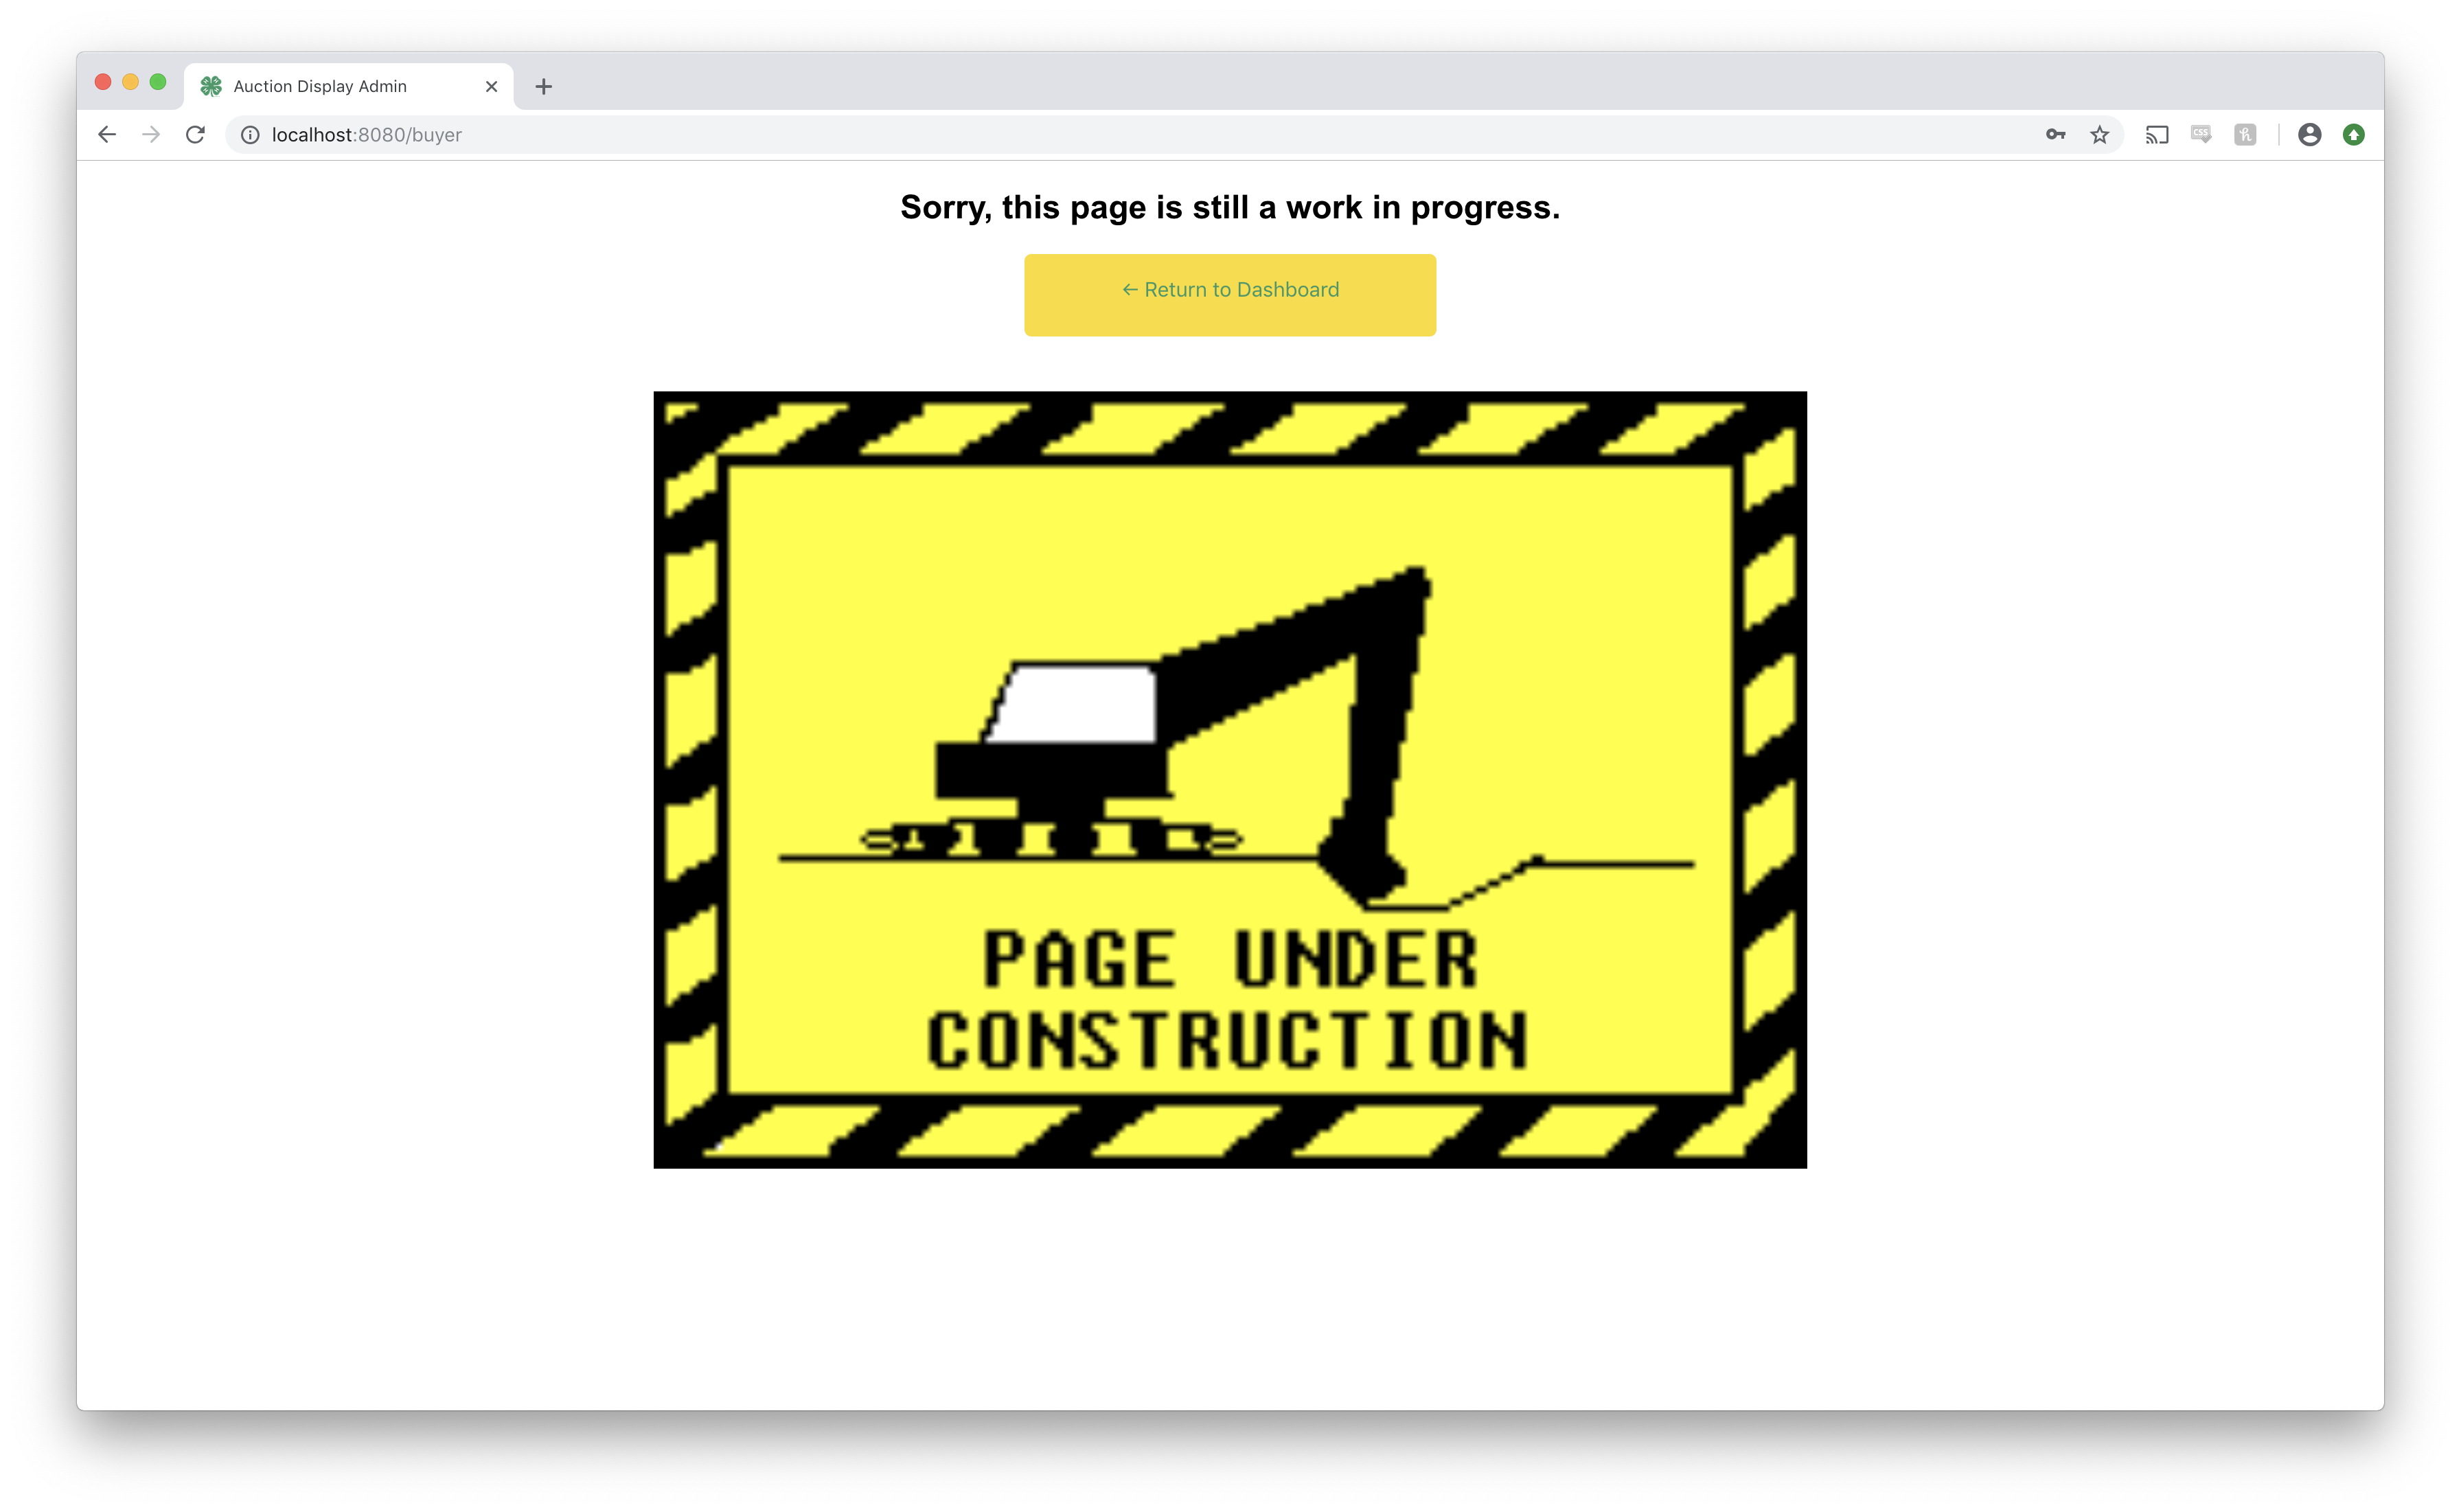 Auction Display Admin
localhost:8080/buyer
CSS
Sorry, this page is still a work in progress.
← Return to Dashboard
PAGE UNDER
CONSTRUCTION